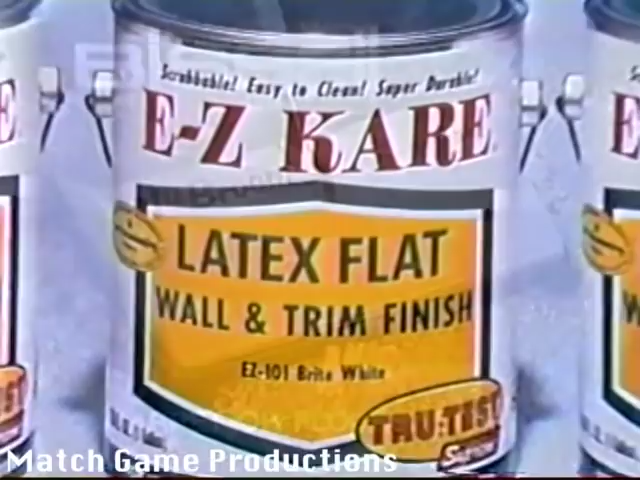 Scrubbable! Easy to Clean! Super Durable!
E-Z KARE
LATEX FLAT
WALL & TRIM FINISH
EZ-101 Brite White
TRU-TEST
Supreme
Match Game Productions